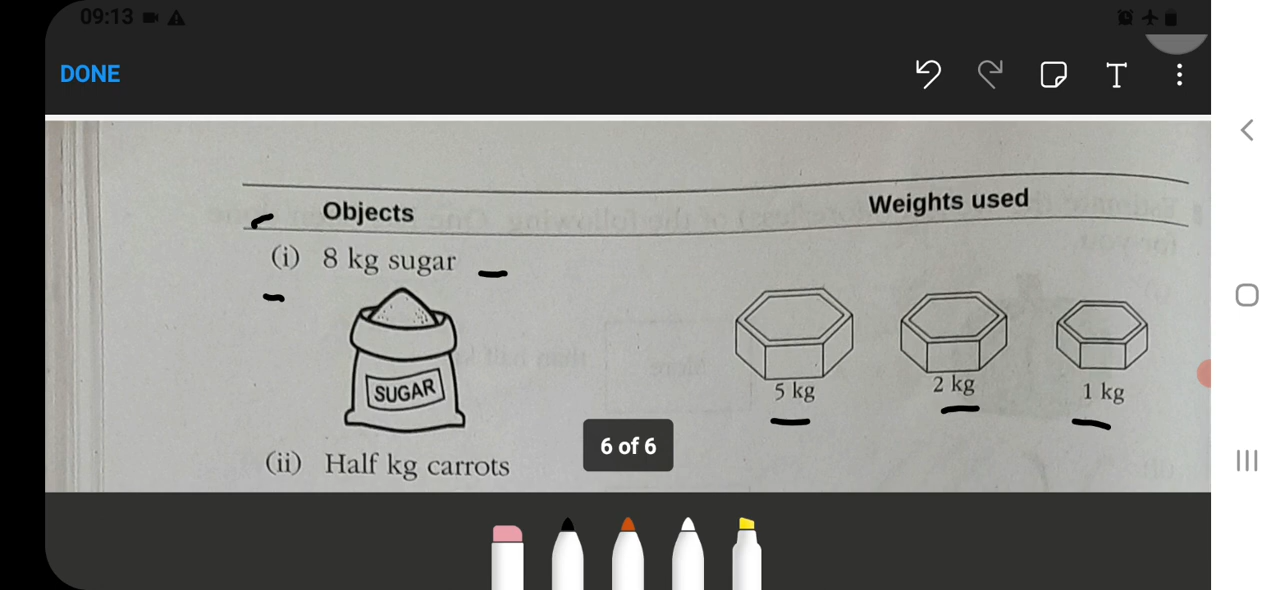 09:13
DONE
T
Objects Weights used
(i) 8 kg sugar
SUGAR
5 kg 2 kg 1 kg
6 of 6
(ii) Half kg carrots